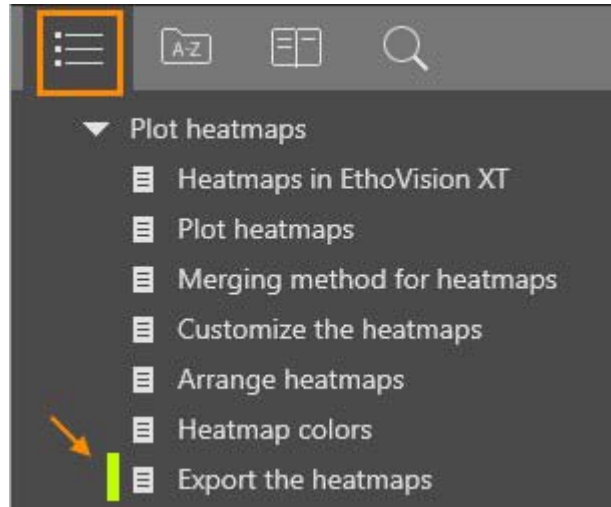 A-Z
Plot heatmaps
Heatmaps in EthoVision XT
Plot heatmaps
Merging method for heatmaps
Customize the heatmaps
Arrange heatmaps
Heatmap colors
Export the heatmaps